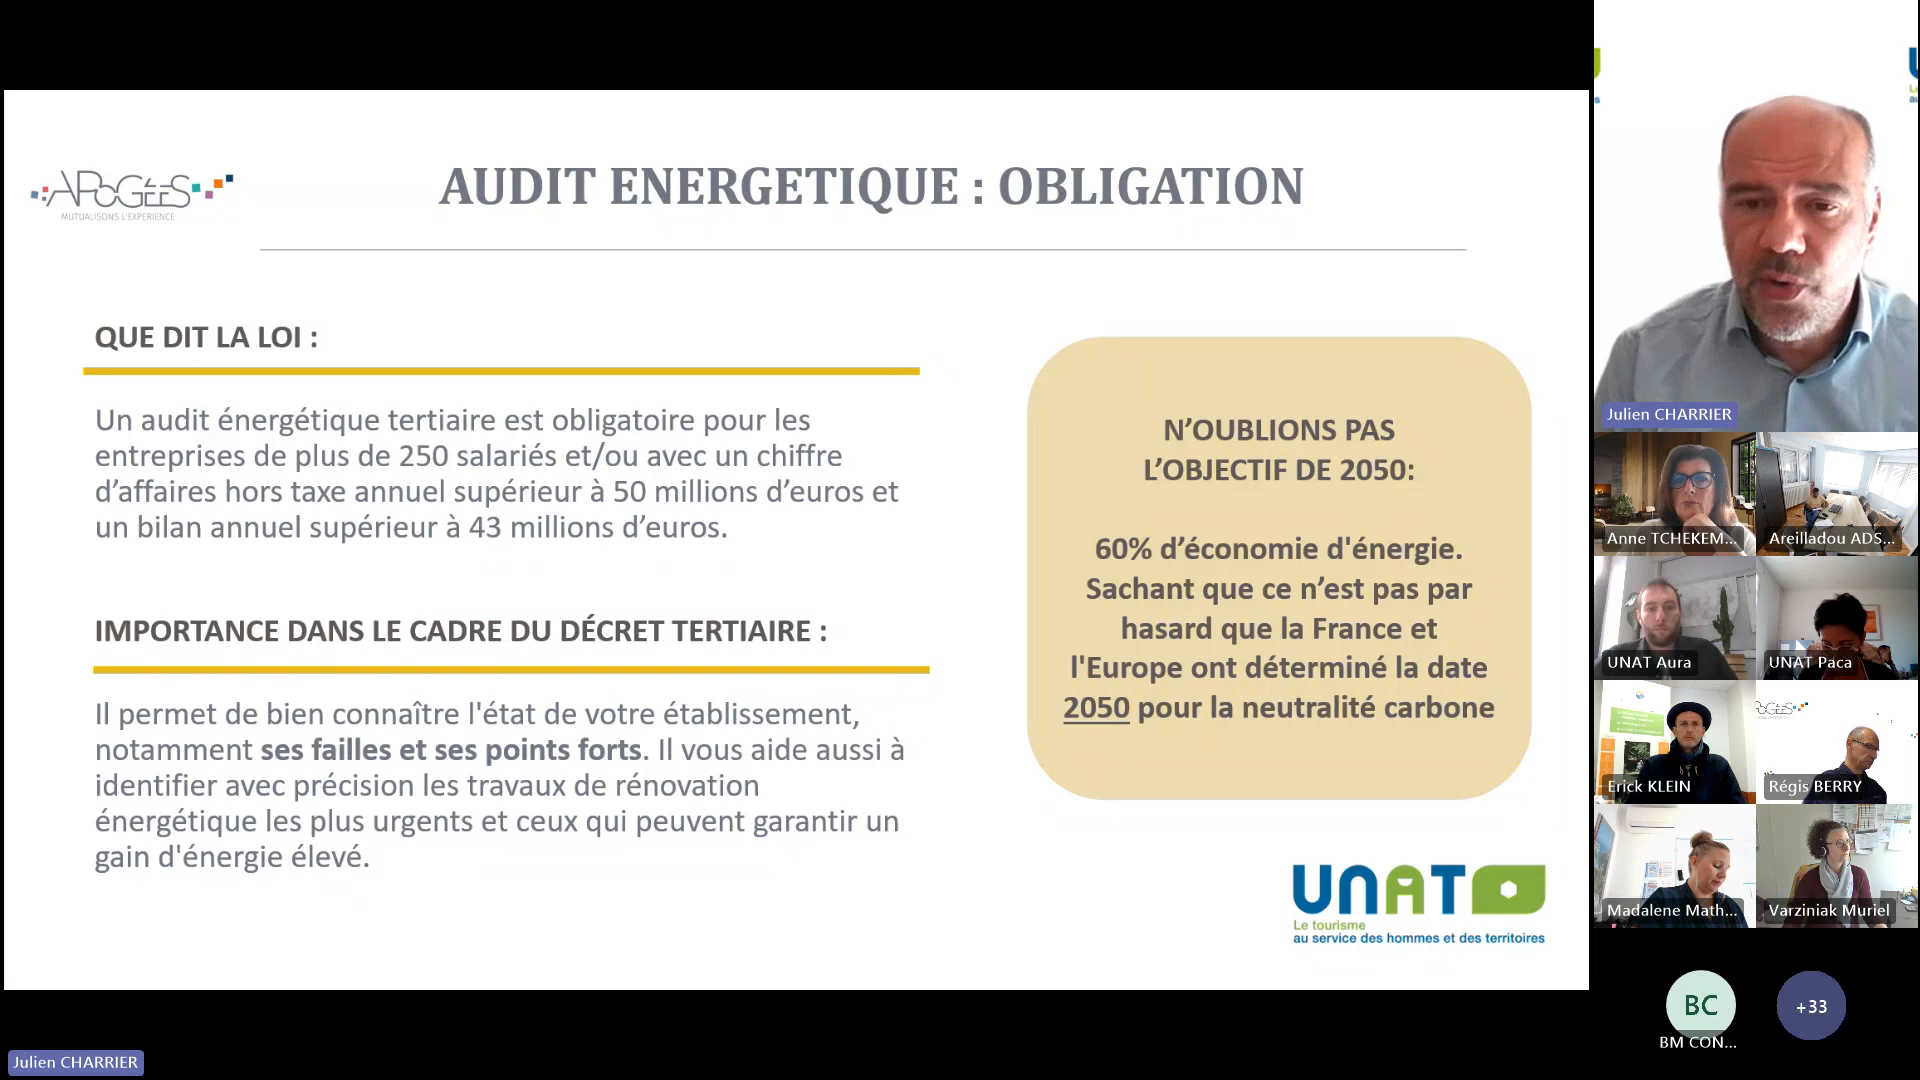 APOGÉES
MUTUALISONS L'EXPERIENCE
AUDIT ENERGETIQUE : OBLIGATION
QUE DIT LA LOI :
Un audit énergétique tertiaire est obligatoire pour les
entreprises de plus de 250 salariés et/ou avec un chiffre
d’affaires hors taxe annuel supérieur à 50 millions d’euros et
un bilan annuel supérieur à 43 millions d’euros.
IMPORTANCE DANS LE CADRE DU DÉCRET TERTIAIRE :
Il permet de bien connaître l'état de votre établissement,
notamment ses failles et ses points forts. Il vous aide aussi à
identifier avec précision les travaux de rénovation
énergétique les plus urgents et ceux qui peuvent garantir un
gain d'énergie élevé.
N’OUBLIONS PAS
L’OBJECTIF DE 2050:
60% d’économie d'énergie.
Sachant que ce n’est pas par
hasard que la France et
l'Europe ont déterminé la date
2050 pour la neutralité carbone
UNAT
Le tourisme
au service des hommes et des territoires
Julien CHARRIER
Anne TCHEKEM...
Areilladou ADS...
UNAT Aura
UNAT Paca
Erick KLEIN
Régis BERRY
Madalene Math...
Varziniak Muriel
BC
BM CON...
+33
Julien CHARRIER